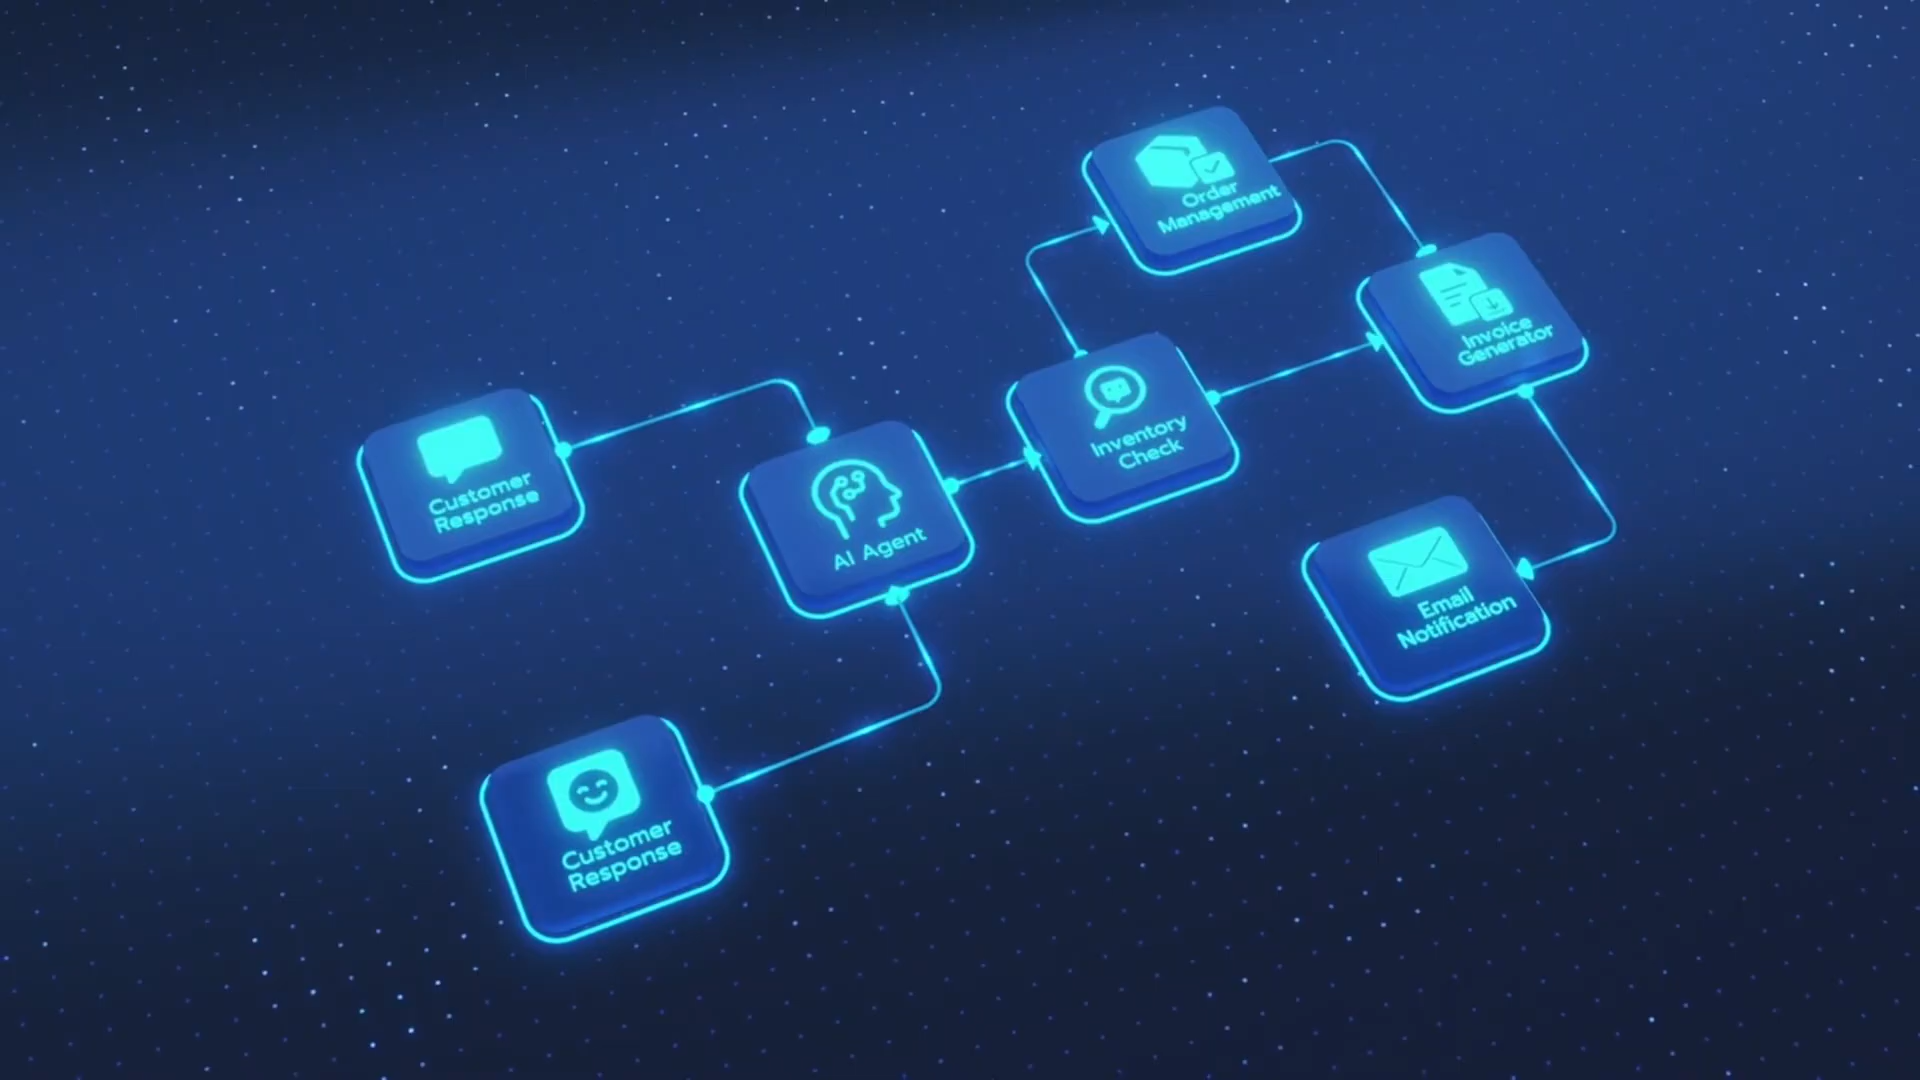 Order
Management
Invoice
Generator
Customer
Response
AI Agent
Inventory
Check
Email
Notification
Customer
Response